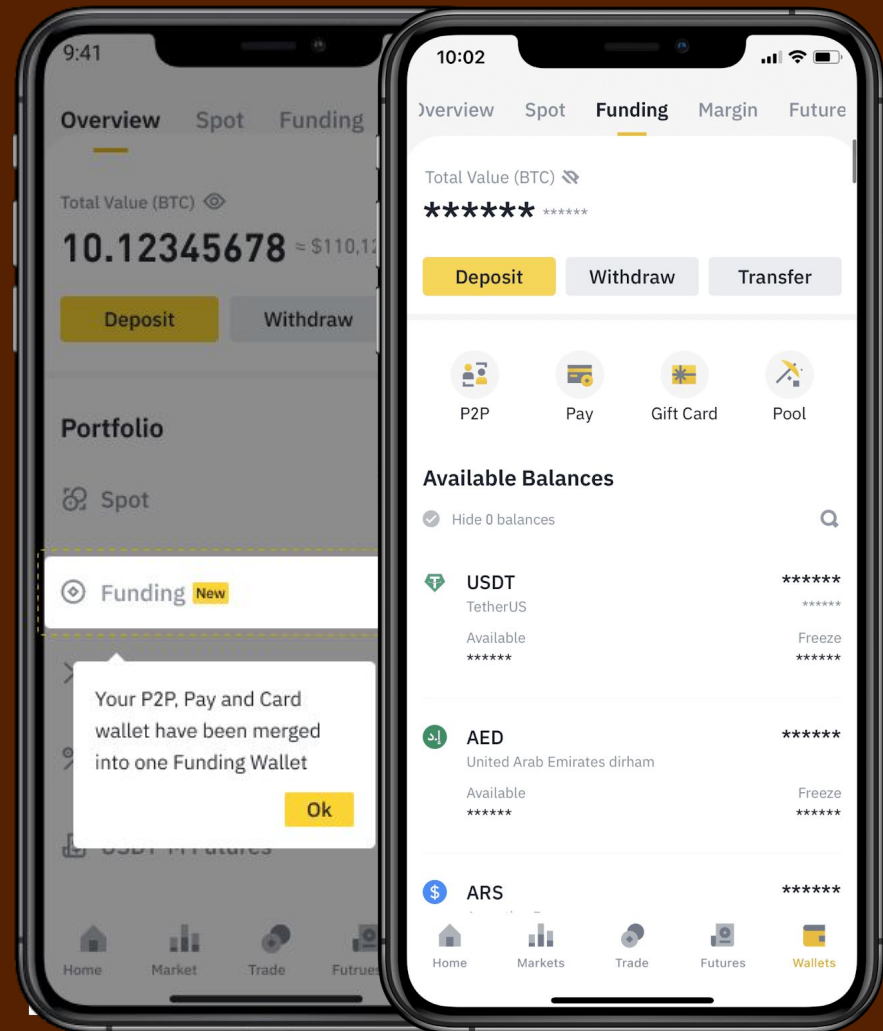 9:41
Overview Spot Funding
Total Value (BTC)
10.12345678 ≈ $110,12
Deposit Withdraw
Portfolio
Spot
Funding New
Your P2P, Pay and Card
wallet have been merged
into one Funding Wallet
Ok
Home Market Trade Futrues
10:02
Overview Spot Funding Margin Future
Total Value (BTC)
****** ******
Deposit Withdraw Transfer
P2P Pay Gift Card Pool
Available Balances
Hide 0 balances
USDT ******
TetherUS ******
Available Freeze
****** ******
د.إ AED ******
United Arab Emirates dirham
Available Freeze
****** ******
$ ARS ******
Home Markets Trade Futures Wallets